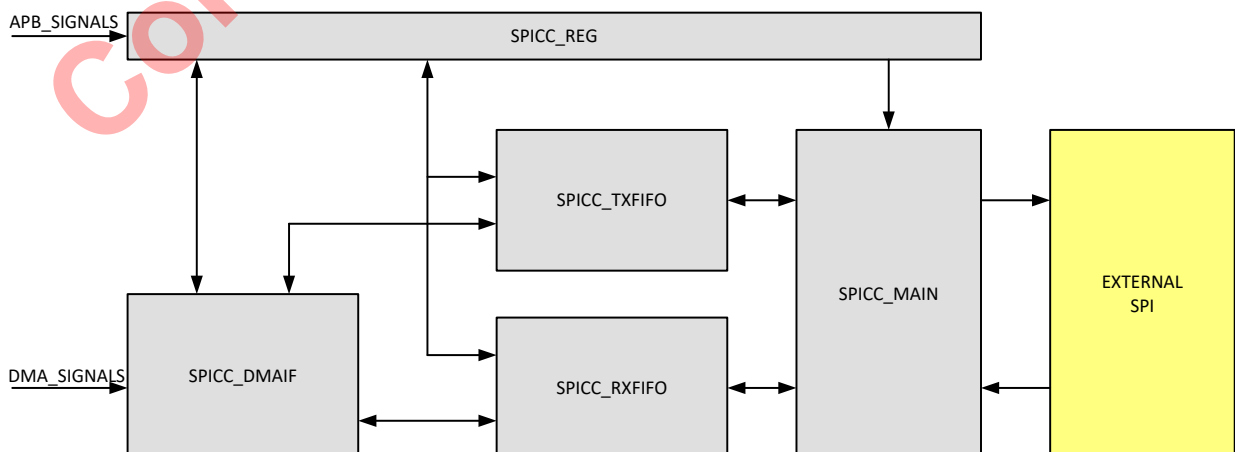 APB_SIGNALS
SPICC_REG
SPICC_TXFIFO
SPICC_MAIN
EXTERNAL
SPI
DMA_SIGNALS
SPICC_DMAIF
SPICC_RXFIFO